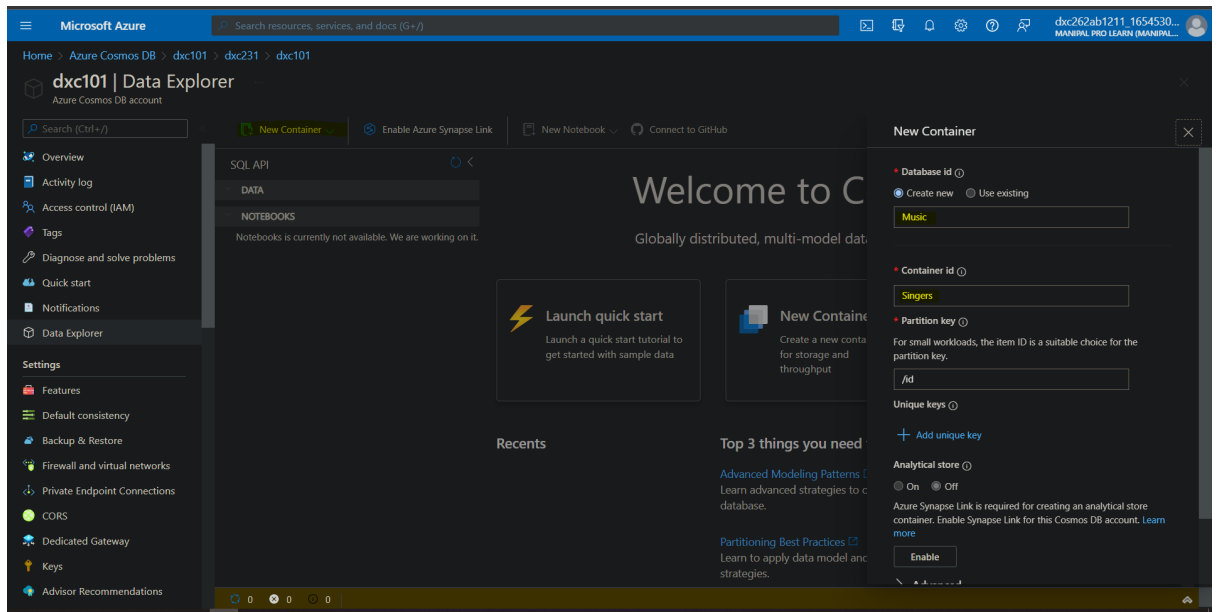 Microsoft Azure
Search resources, services, and docs (G+/)
dxc262ab1211_1654530...
MANIPAL PRO LEARN (MANIPAL...
Home > Azure Cosmos DB > dxc101 > dxc231 > dxc101
dxc101 | Data Explorer
Azure Cosmos DB account
Search (Ctrl+/)
Overview
Activity log
Access control (IAM)
Tags
Diagnose and solve problems
Quick start
Notifications
Data Explorer
Settings
Features
Default consistency
Backup & Restore
Firewall and virtual networks
Private Endpoint Connections
CORS
Dedicated Gateway
Keys
Advisor Recommendations
New Container
Enable Azure Synapse Link
New Notebook
Connect to GitHub
SQL API
DATA
NOTEBOOKS
Notebooks is currently not available. We are working on it.
Welcome to C
Globally distributed, multi-model dat
Launch quick start
Launch a quick start tutorial to
get started with sample data
New Containe
Create a new conta
for storage and
throughput
Recents
Top 3 things you need
Advanced Modeling Patterns
Learn advanced strategies to o
database.
Partitioning Best Practices
Learn to apply data model and
strategies.
0 0 0
New Container
* Database id
Create new Use existing
Music
* Container id
Singers
* Partition key
For small workloads, the item ID is a suitable choice for the
partition key.
/id
Unique keys
+ Add unique key
Analytical store
On Off
Azure Synapse Link is required for creating an analytical store
container. Enable Synapse Link for this Cosmos DB account. Learn
more
Enable
Advanced